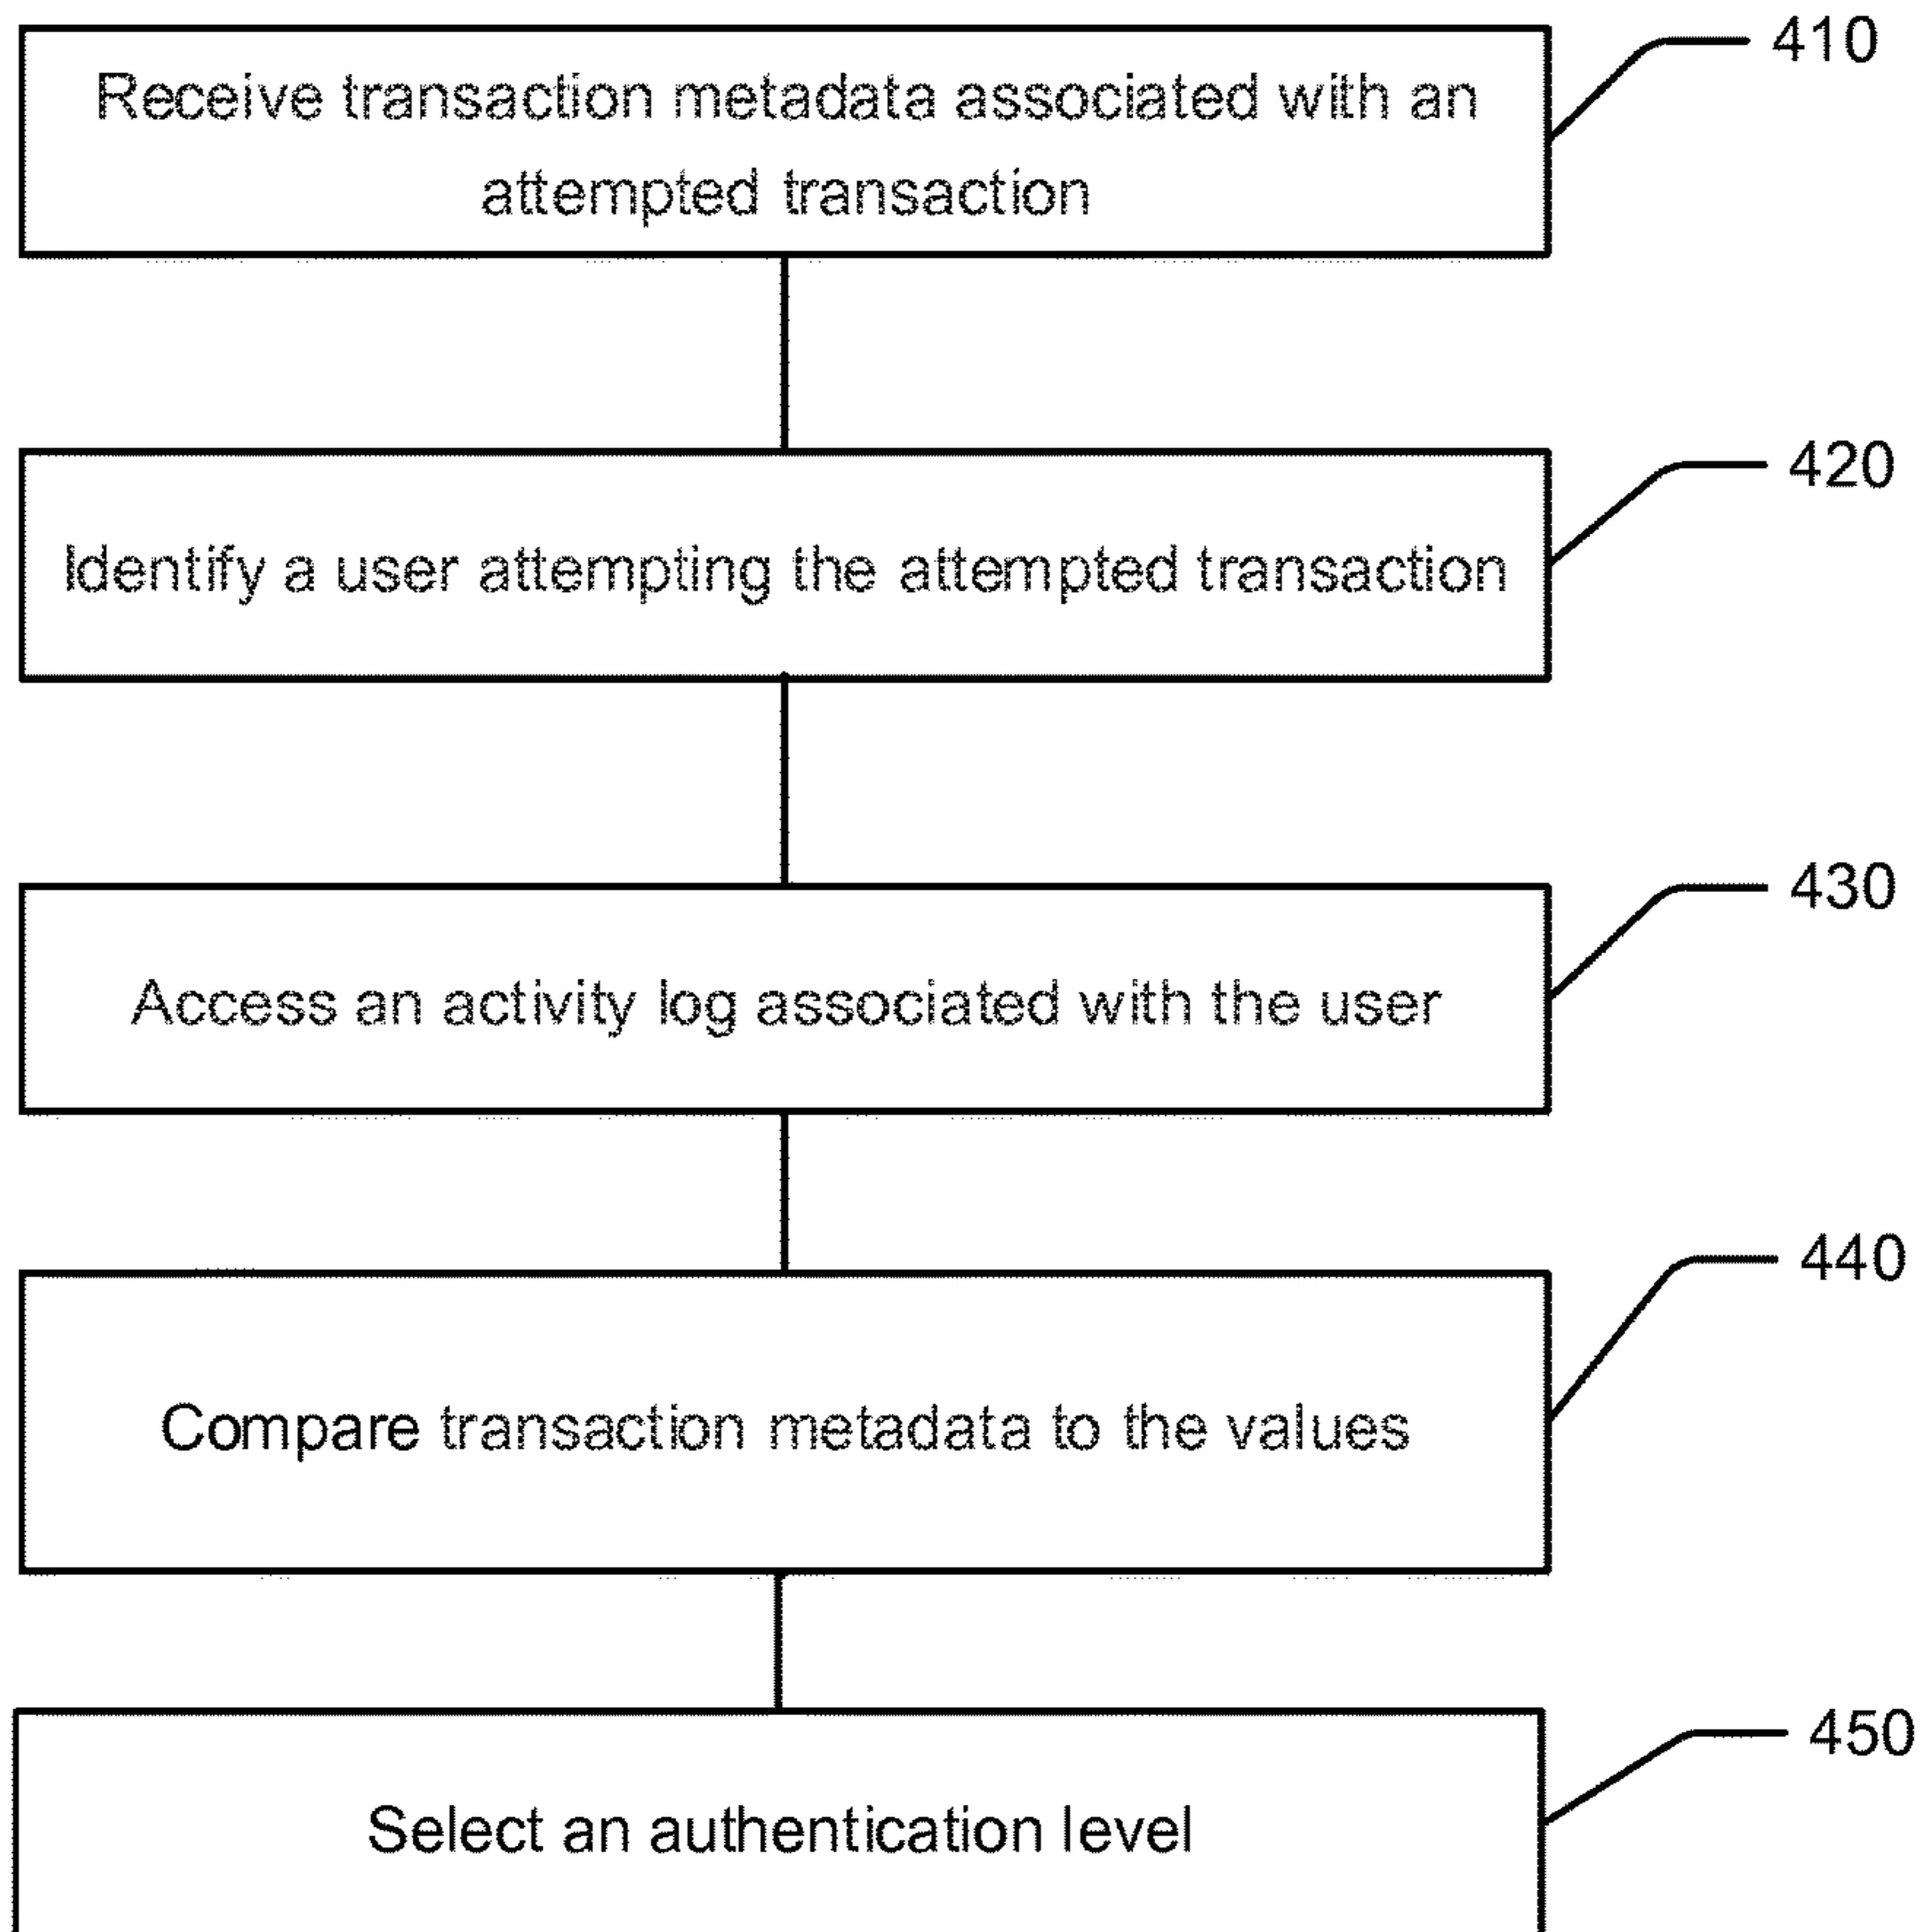 410
Receive transaction metadata associated with an
attempted transaction
420
Identify a user attempting the attempted transaction
430
Access an activity log associated with the user
440
Compare transaction metadata to the values
450
Select an authentication level